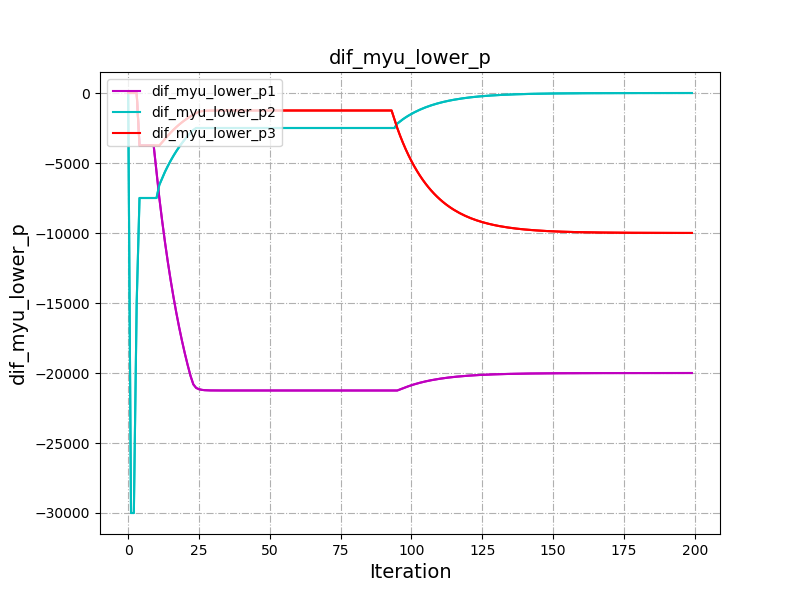 dif_myu_lower_p
dif_myu_lower_p1
dif_myu_lower_p2
dif_myu_lower_p3
dif_myu_lower_p
0
−5000
−10000
−15000
−20000
−25000
−30000
0 25 50 75 100 125 150 175 200
Iteration